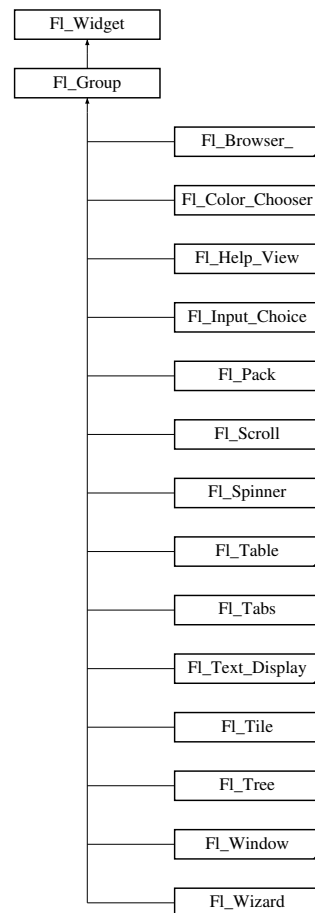 Fl_Widget
Fl_Group
Fl_Browser_
Fl_Color_Chooser
Fl_Help_View
Fl_Input_Choice
Fl_Pack
Fl_Scroll
Fl_Spinner
Fl_Table
Fl_Tabs
Fl_Text_Display
Fl_Tile
Fl_Tree
Fl_Window
Fl_Wizard